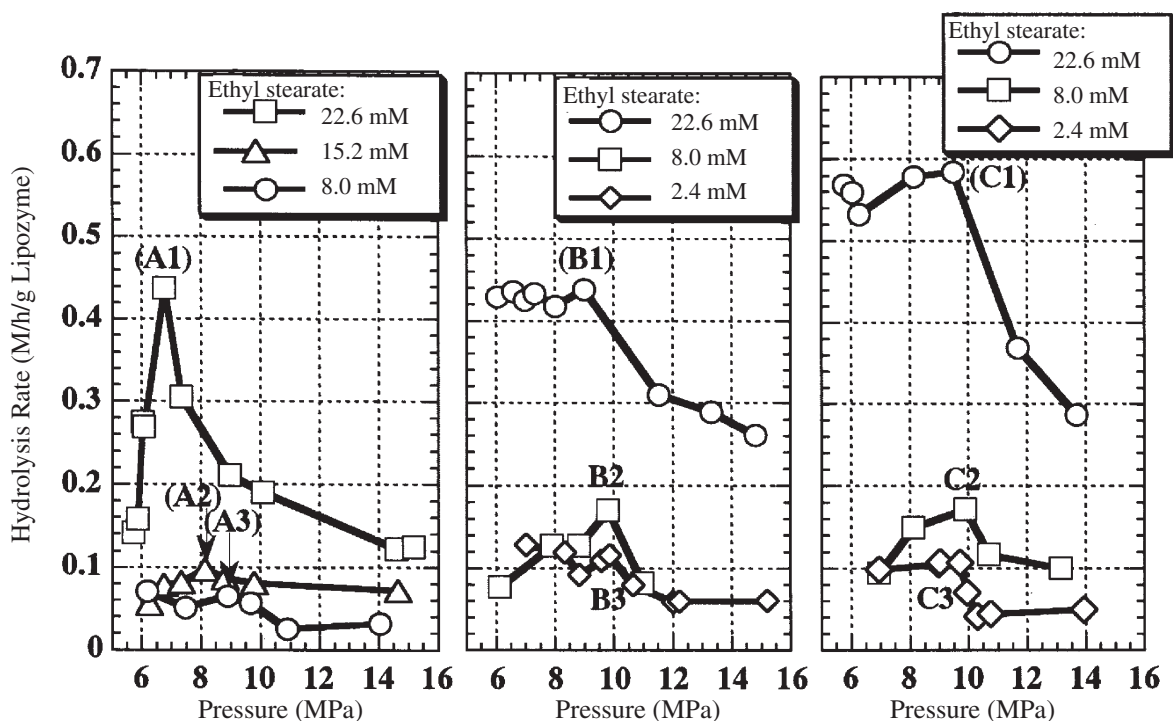 Ethyl stearate:
22.6 mM
8.0 mM
2.4 mM
Ethyl stearate:
22.6 mM
15.2 mM
8.0 mM
Ethyl stearate:
22.6 mM
8.0 mM
2.4 mM
Hydrolysis Rate (M/h/g Lipozyme)
0.7
0.6
0.5
0.4
0.3
0.2
0.1
0
(A1)
(A2)
(A3)
(B1)
B2
B3
(C1)
C2
C3
6 8 10 12 14 16
6 8 10 12 14 16
6 8 10 12 14 16
Pressure (MPa)
Pressure (MPa)
Pressure (MPa)